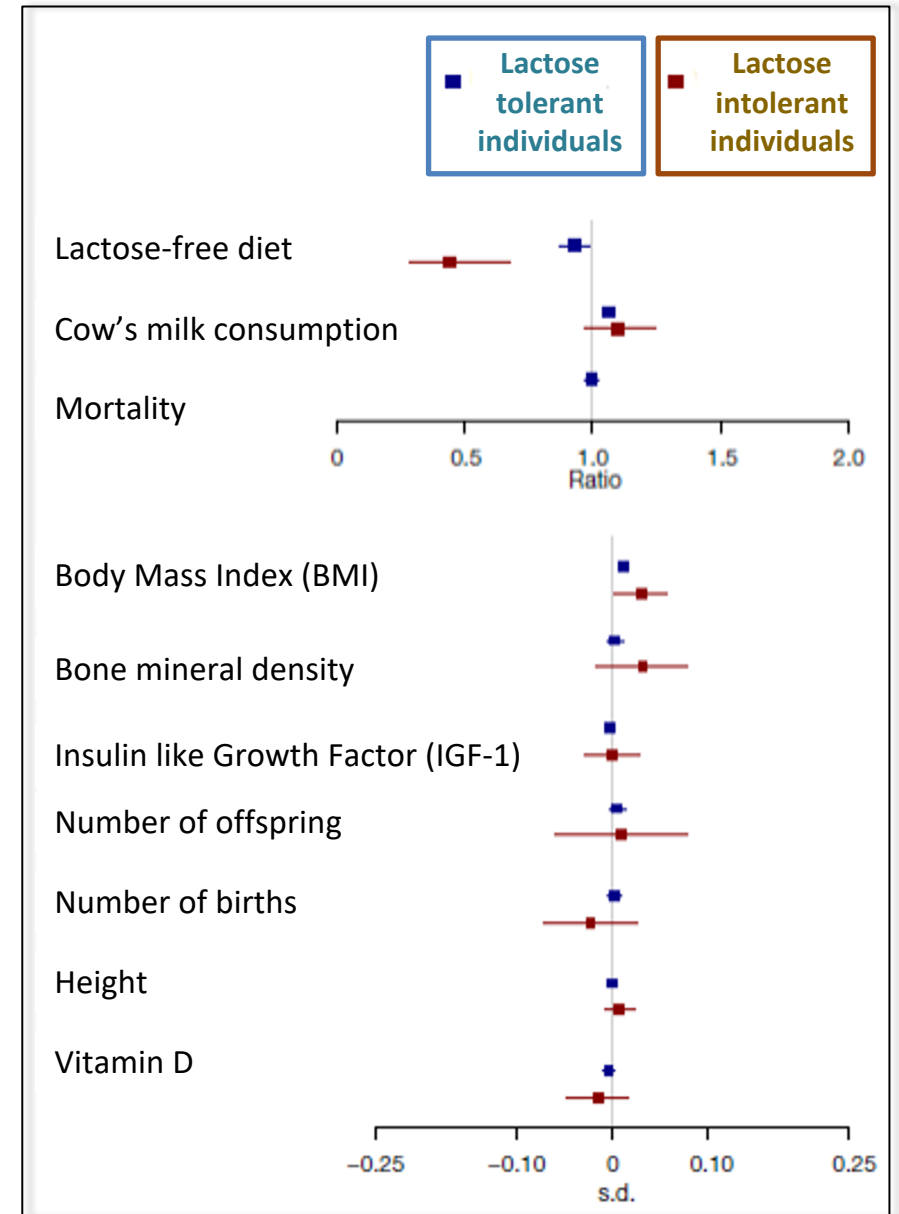 Lactose
tolerant
individuals
Lactose
intolerant
individuals
Lactose-free diet
Cow’s milk consumption
Mortality
0 0.5 1.0 1.5 2.0
Ratio
Body Mass Index (BMI)
Bone mineral density
Insulin like Growth Factor (IGF-1)
Number of offspring
Number of births
Height
Vitamin D
−0.25 −0.10 0 0.10 0.25
s.d.